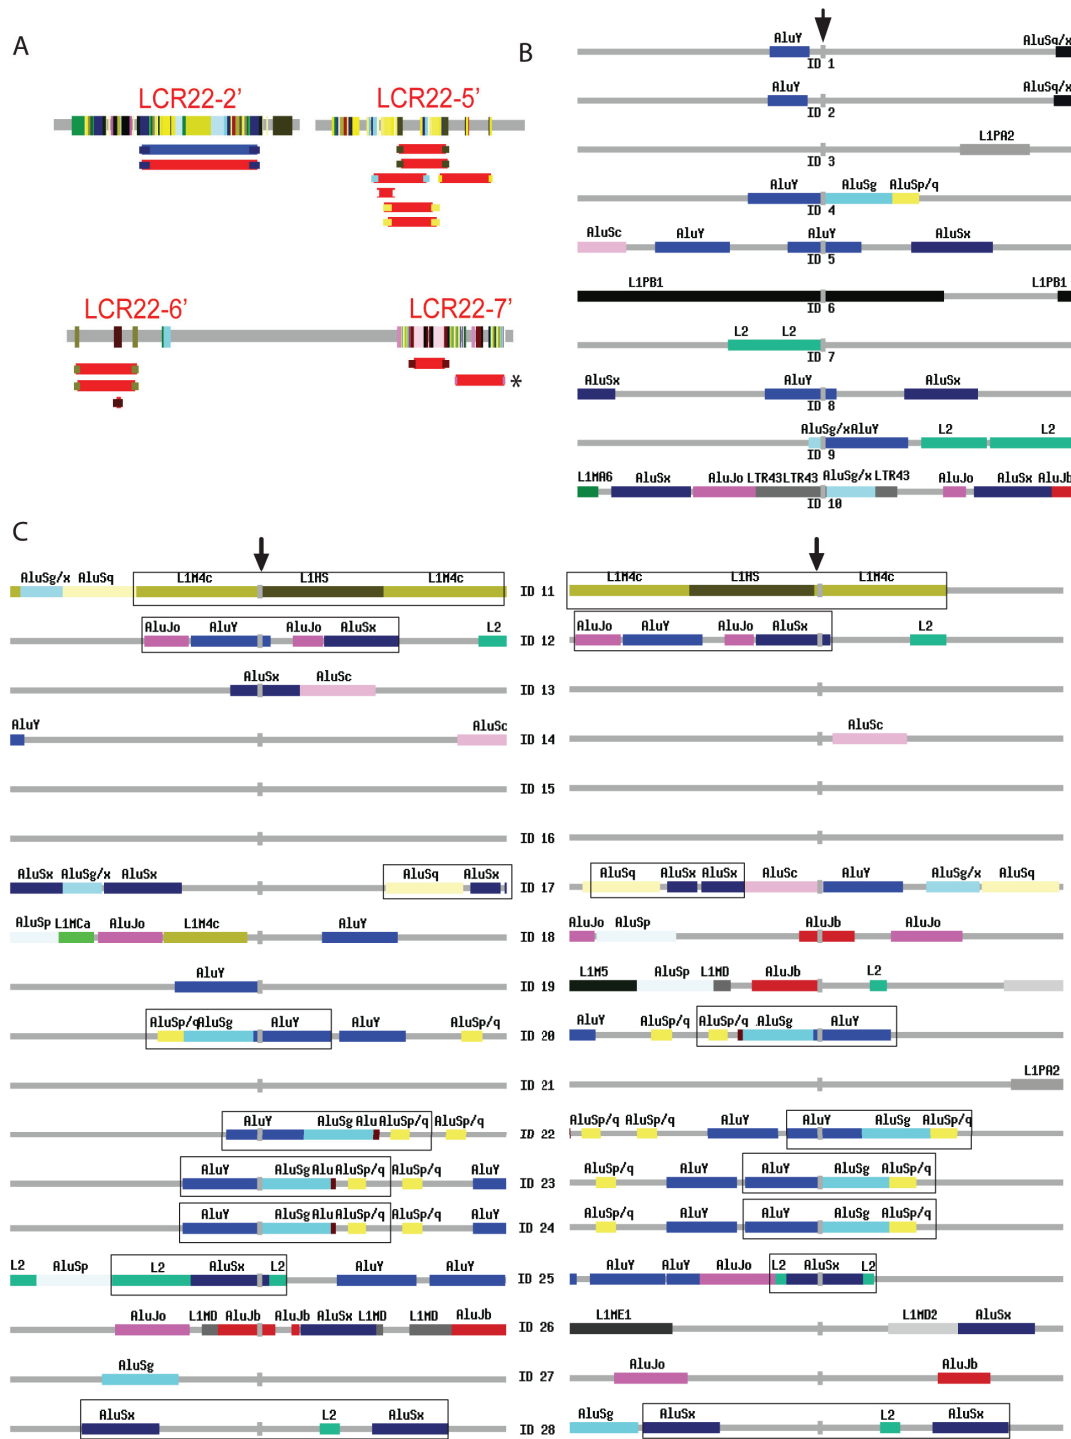 A
B
LCR22-2’
LCR22-5’
LCR22-6’
LCR22-7’
*
AluY AluSq/x
ID 1
AluY AluSq/x
ID 2
L1PA2
ID 3
AluY AluSg AluSp/q
ID 4
AluSc AluY AluY AluSx
ID 5
L1PB1 L1PB1
ID 6
L2 L2
ID 7
AluSx AluY AluSx
ID 8
AluSg/xAluY L2 L2
ID 9
L1MA6 AluSx AluJo LTR43LTR43 AluSg/x LTR43 AluJo AluSx AluJb
ID 10
C
AluSg/x AluSq L1M4c L1HS L1M4c ID 11 L1M4c L1HS L1M4c
AluJo AluY AluJo AluSx L2 ID 12 AluJo AluY AluJo AluSx L2
AluSx AluSc ID 13
AluY AluSc ID 14 AluSc
ID 15
ID 16
AluSx AluSg/x AluSx AluSq AluSx ID 17 AluSq AluSx AluSx AluSc AluY AluSg/x AluSq
AluSp L1MCa AluJo L1M4c AluY ID 18 AluJo AluSp AluJb AluJo
AluY ID 19 L1M5 AluSp L1MD AluJb L2
AluSp/qAluSg AluY AluY AluSp/q ID 20 AluY AluSp/q AluSp/q AluSg AluY
ID 21 L1PA2
AluY AluSg Alu AluSp/q AluSp/q ID 22 AluSp/q AluSp/q AluY AluY AluSg AluSp/q
AluY AluSg Alu AluSp/q AluSp/q AluY ID 23 AluSp/q AluY AluY AluSg AluSp/q
AluY AluSg Alu AluSp/q AluSp/q AluY ID 24 AluSp/q AluY AluY AluSg AluSp/q
L2 AluSp L2 AluSx L2 AluY AluY ID 25 AluY AluY AluJo L2 AluSx L2
AluJo L1MD AluJb AluJb AluSx L1MD L1MD AluJb ID 26 L1ME1 L1MD2 AluSx
AluSg ID 27 AluJo AluJb
AluSx L2 AluSx ID 28 AluSg AluSx L2 AluSx